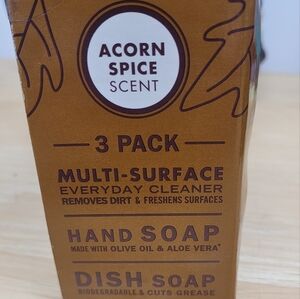 ACORN
SPICE
SCENT
3 PACK
MULTI-SURFACE
EVERYDAY CLEANER
REMOVES DIRT & FRESHENS SURFACES
HAND SOAP
MADE WITH OLIVE OIL & ALOE VERA*
DISH SOAP
BIODEGRADABLE & CUTS GREASE